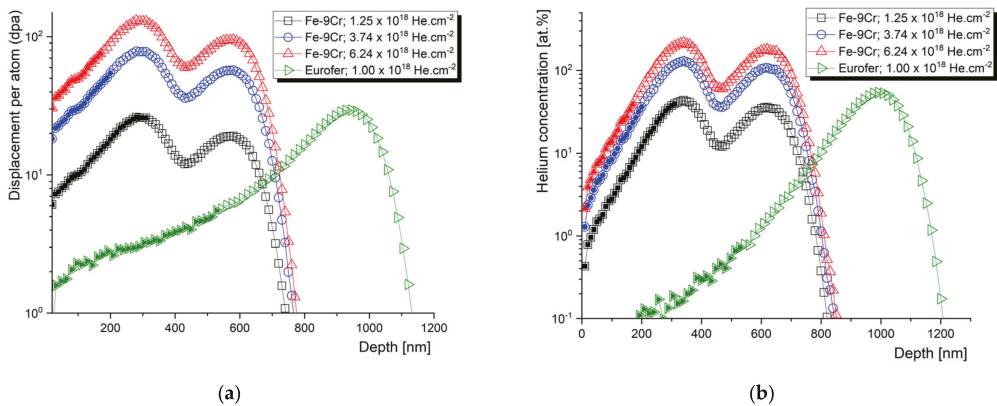 Displacement per atom (dpa)
10²
10¹
10⁰
Fe-9Cr; 1.25 x 10¹⁸ He.cm⁻²
Fe-9Cr; 3.74 x 10¹⁸ He.cm⁻²
Fe-9Cr; 6.24 x 10¹⁸ He.cm⁻²
Eurofer; 1.00 x 10¹⁸ He.cm⁻²
200 400 600 800 1000 1200
Depth [nm]
(a)
Helium concentration [at.%]
10²
10¹
10⁰
10⁻¹
Fe-9Cr; 1.25 x 10¹⁸ He.cm⁻²
Fe-9Cr; 3.74 x 10¹⁸ He.cm⁻²
Fe-9Cr; 6.24 x 10¹⁸ He.cm⁻²
Eurofer; 1.00 x 10¹⁸ He.cm⁻²
0 200 400 600 800 1000 1200
Depth [nm]
(b)